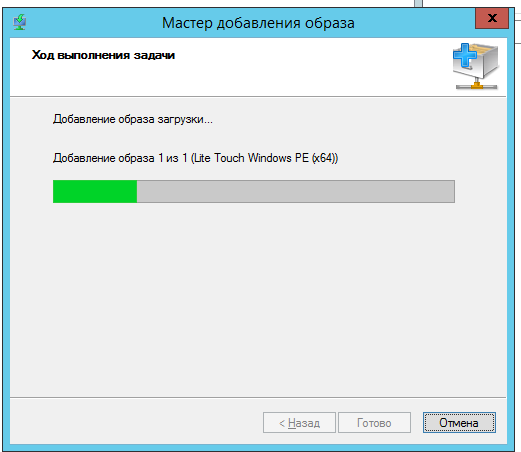 Мастер добавления образа
x
Ход выполнения задачи
Добавление образа загрузки...
Добавление образа 1 из 1 (Lite Touch Windows PE (x64))
< Назад
Готово
Отмена